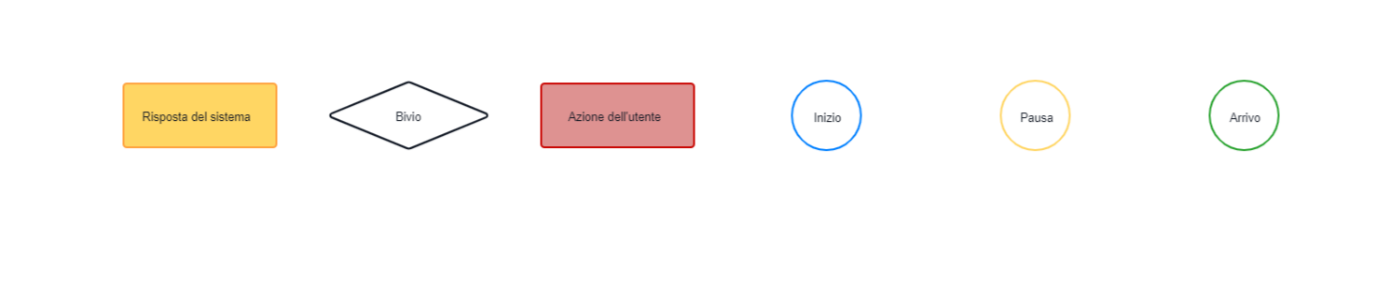 Risposta del sistema
Bivio
Azione dell'utente
Inizio
Pausa
Arrivo